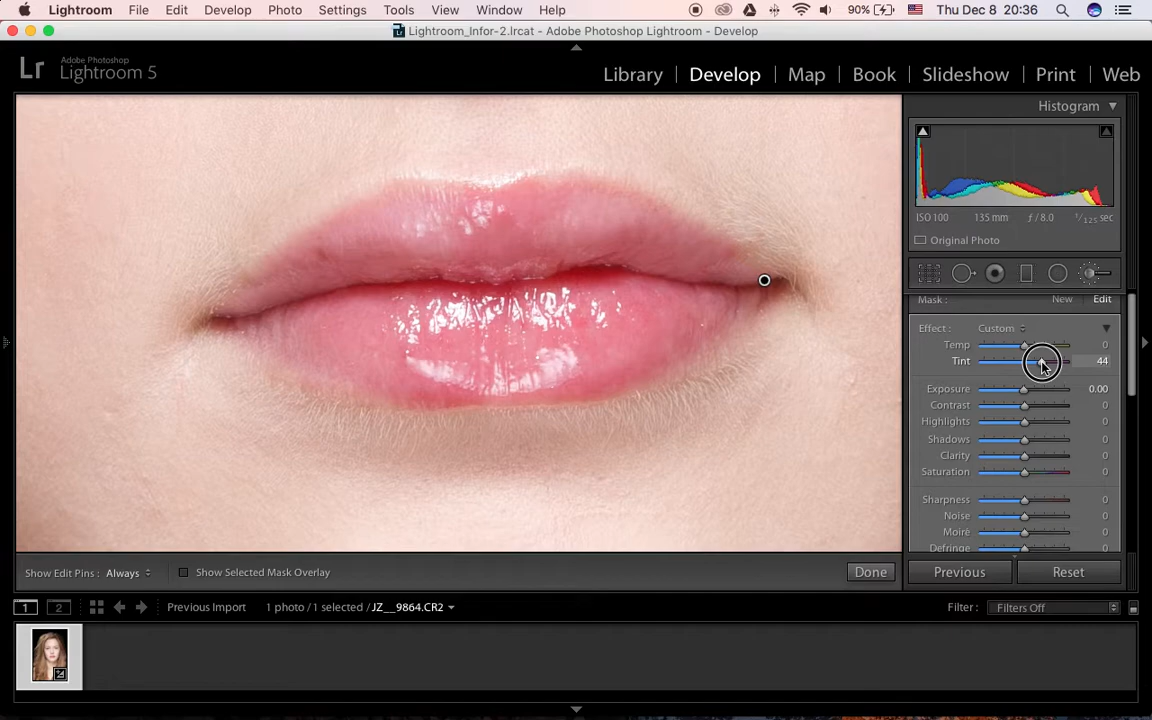 Lightroom File Edit Develop Photo Settings Tools View Window Help 90% Thu Dec 8 20:36
Lightroom_Infor-2.lrcat - Adobe Photoshop Lightroom - Develop
Lr Adobe Photoshop
Lightroom 5
Library Develop Map Book Slideshow Print Web
Histogram
ISO 100 135 mm ƒ / 8.0 1/125 sec
Original Photo
Mask : New Edit
Effect : Custom
Temp 0
Tint 44
Exposure 0.00
Contrast 0
Highlights 0
Shadows 0
Clarity 0
Saturation 0
Sharpness 0
Noise 0
Moiré 0
Defringe 0
Show Edit Pins : Always Show Selected Mask Overlay Done Previous Reset
1 2 Previous Import 1 photo / 1 selected / JZ__9864.CR2 Filter : Filters Off